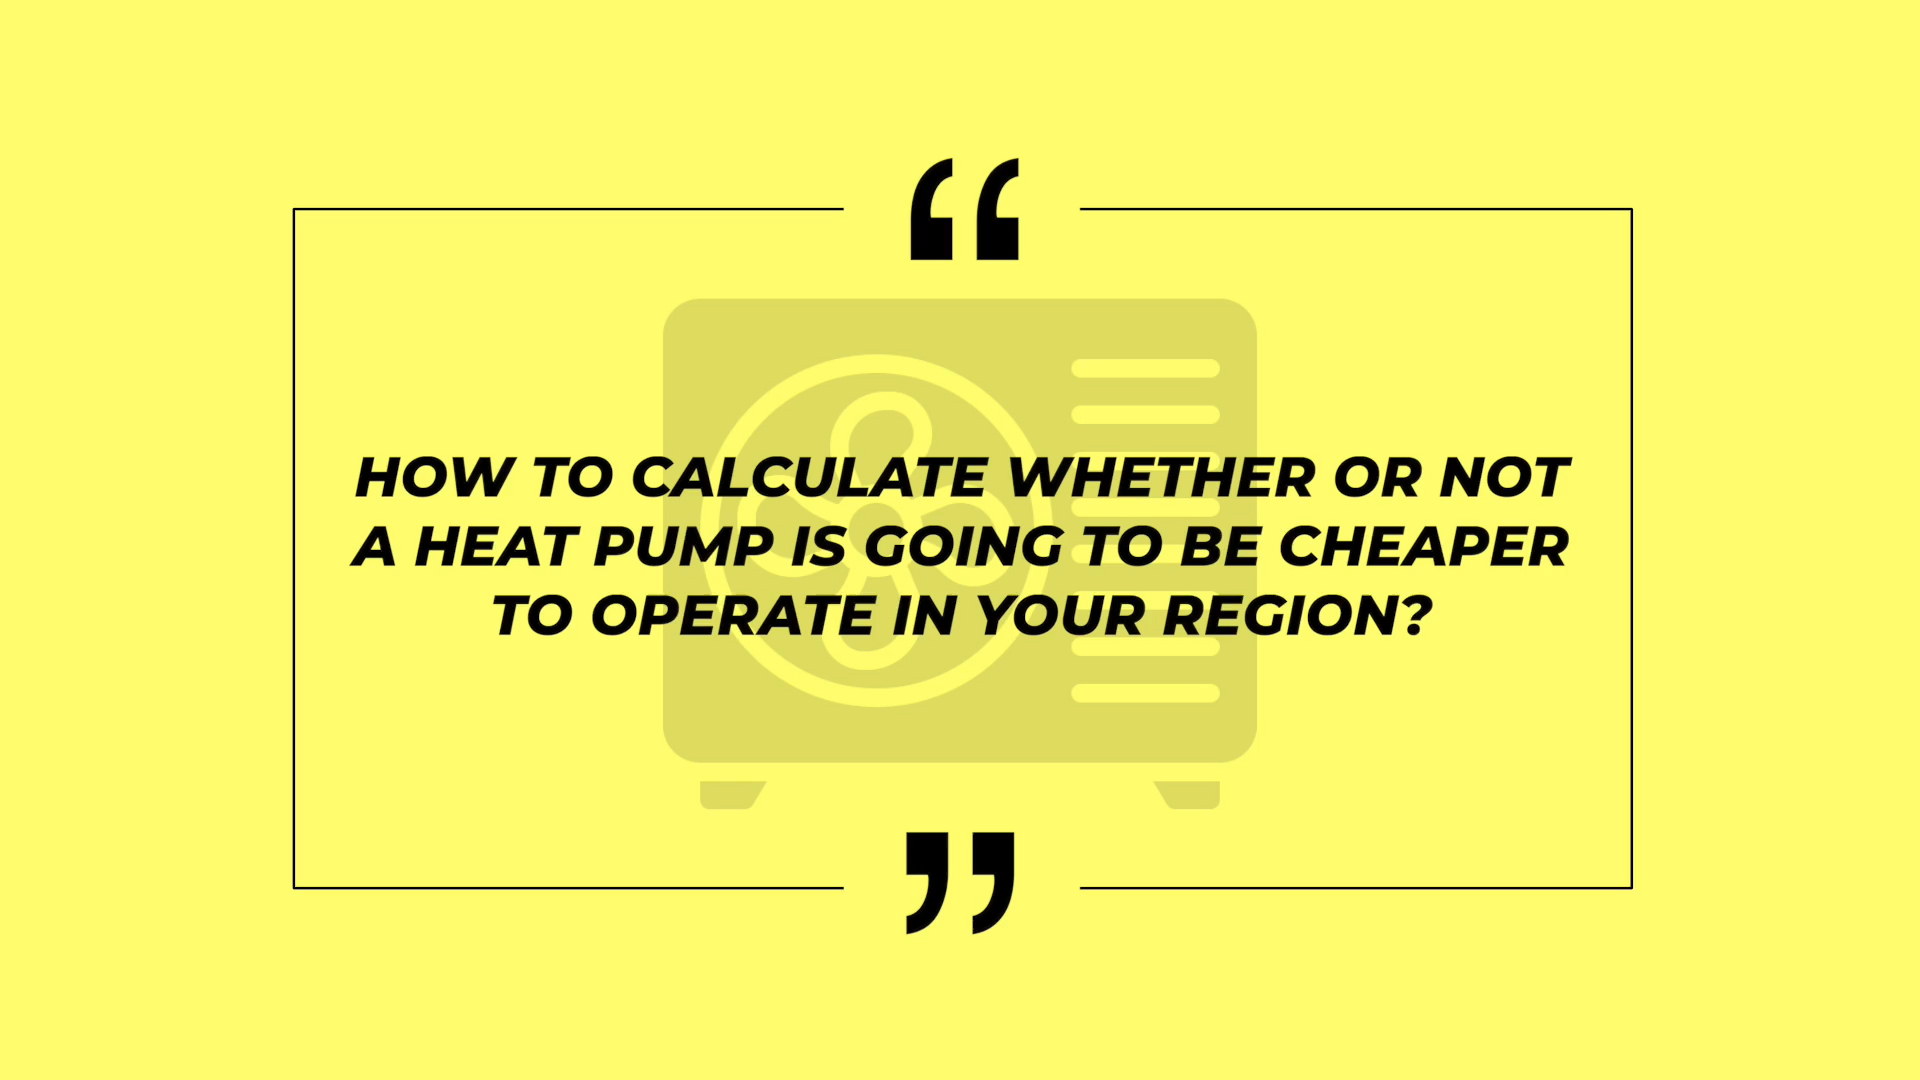 “
HOW TO CALCULATE WHETHER OR NOT
A HEAT PUMP IS GOING TO BE CHEAPER
TO OPERATE IN YOUR REGION?
”